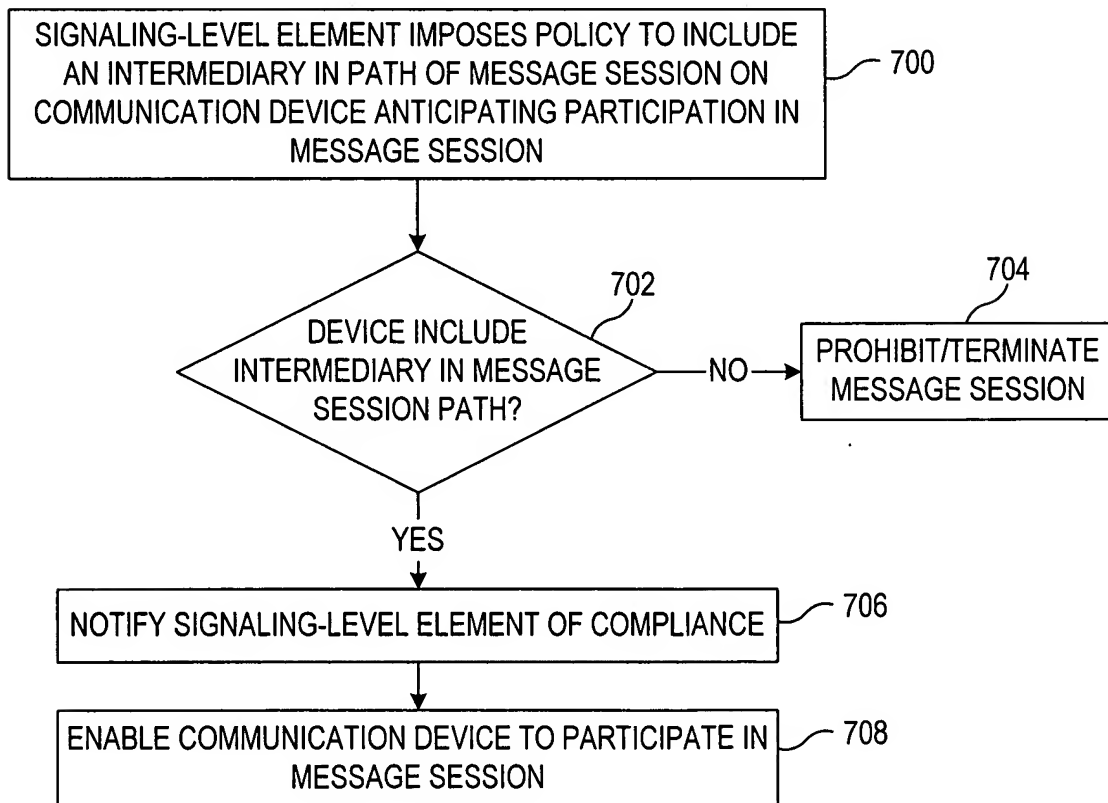 SIGNALING-LEVEL ELEMENT IMPOSES POLICY TO INCLUDE
AN INTERMEDIARY IN PATH OF MESSAGE SESSION ON
COMMUNICATION DEVICE ANTICIPATING PARTICIPATION IN
MESSAGE SESSION
700
702
DEVICE INCLUDE
INTERMEDIARY IN MESSAGE
SESSION PATH?
NO
704
PROHIBIT/TERMINATE
MESSAGE SESSION
YES
NOTIFY SIGNALING-LEVEL ELEMENT OF COMPLIANCE
706
ENABLE COMMUNICATION DEVICE TO PARTICIPATE IN
MESSAGE SESSION
708